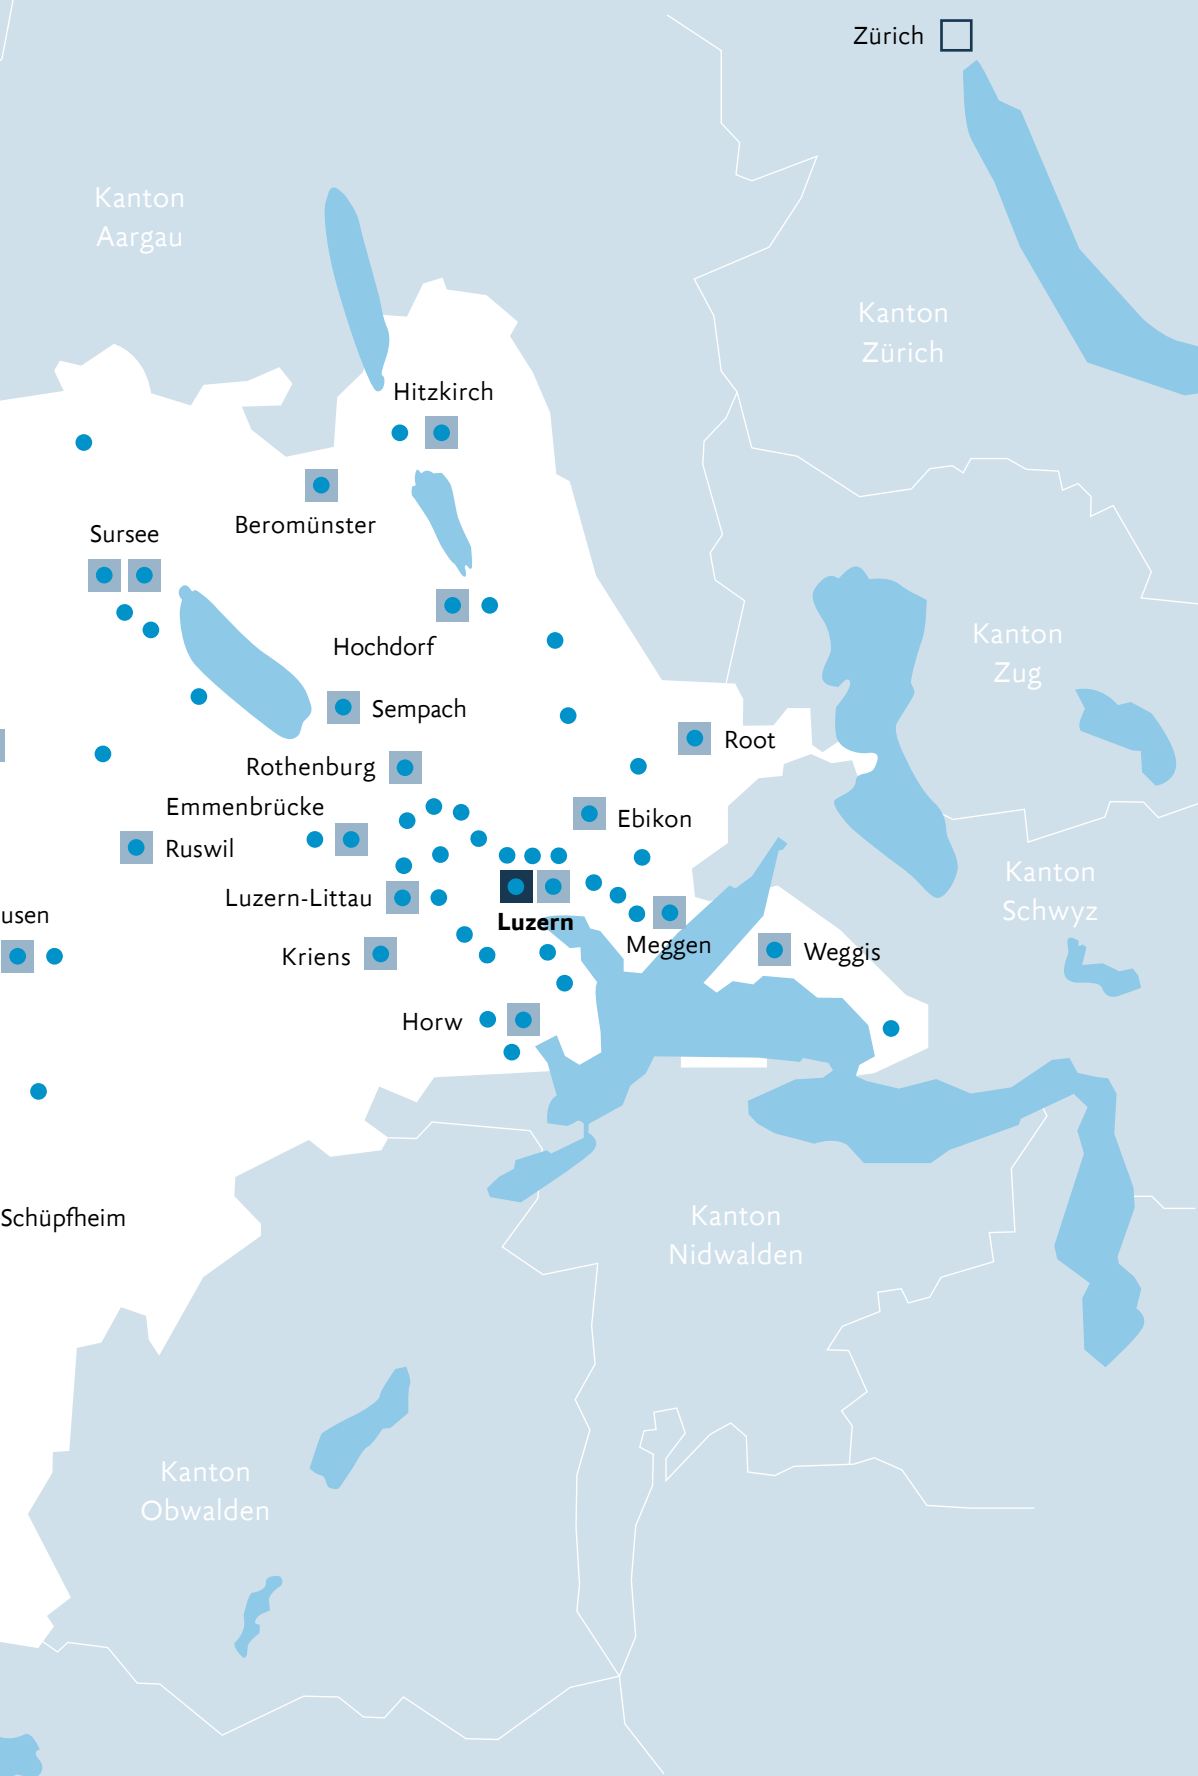 Zürich
Kanton
Aargau
Kanton
Zürich
Hitzkirch
Beromünster
Sursee
Hochdorf
Kanton
Zug
Sempach
Root
Rothenburg
Emmenbrücke
Ebikon
Ruswil
Kanton
Schwyz
Luzern-Littau
usen
Luzern
Meggen
Weggis
Kriens
Horw
Schüpfheim
Kanton
Nidwalden
Kanton
Obwalden